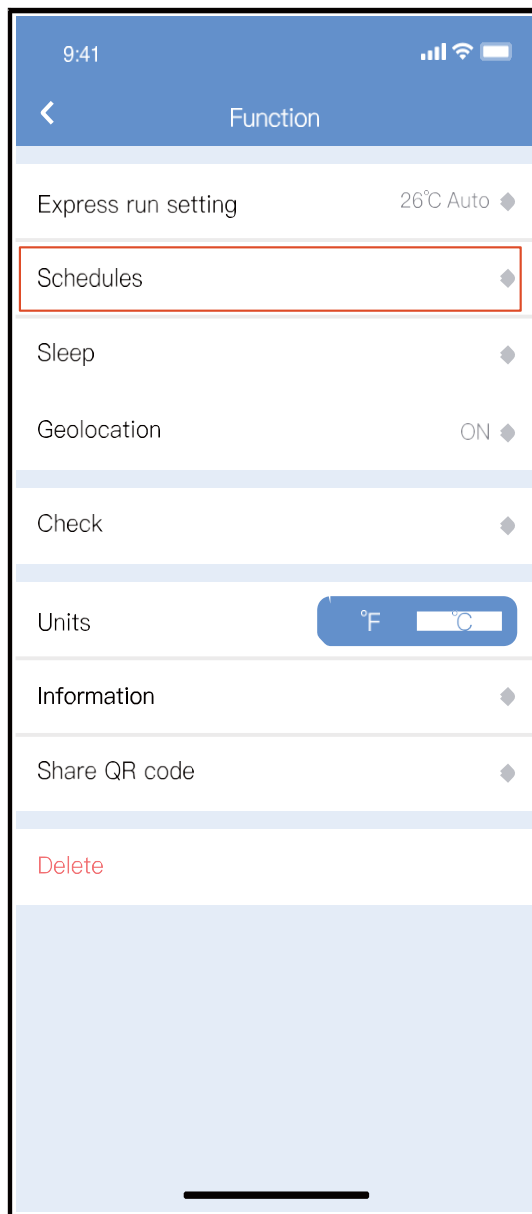 9:41
Function
Express run setting 26℃ Auto
Schedules
Sleep
Geolocation ON
Check
Units °F ℃
Information
Share QR code
Delete